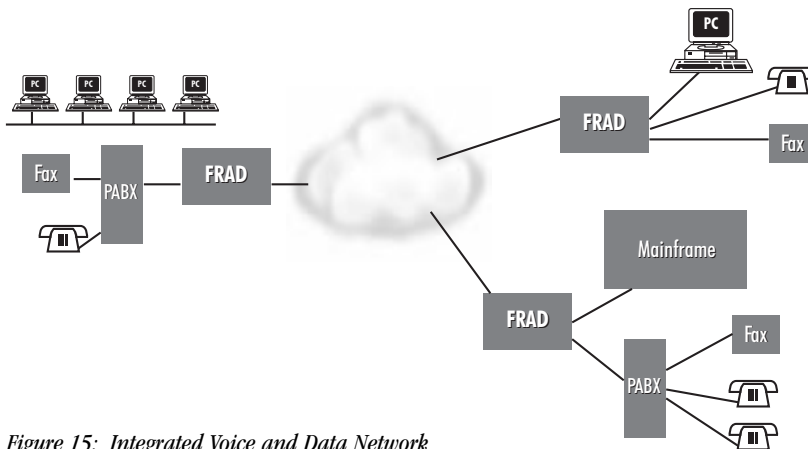 PC
PC PC PC PC
FRAD
Fax
Fax
PABX
FRAD
Mainframe
FRAD
Fax
PABX
Figure 15: Integrated Voice and Data Network